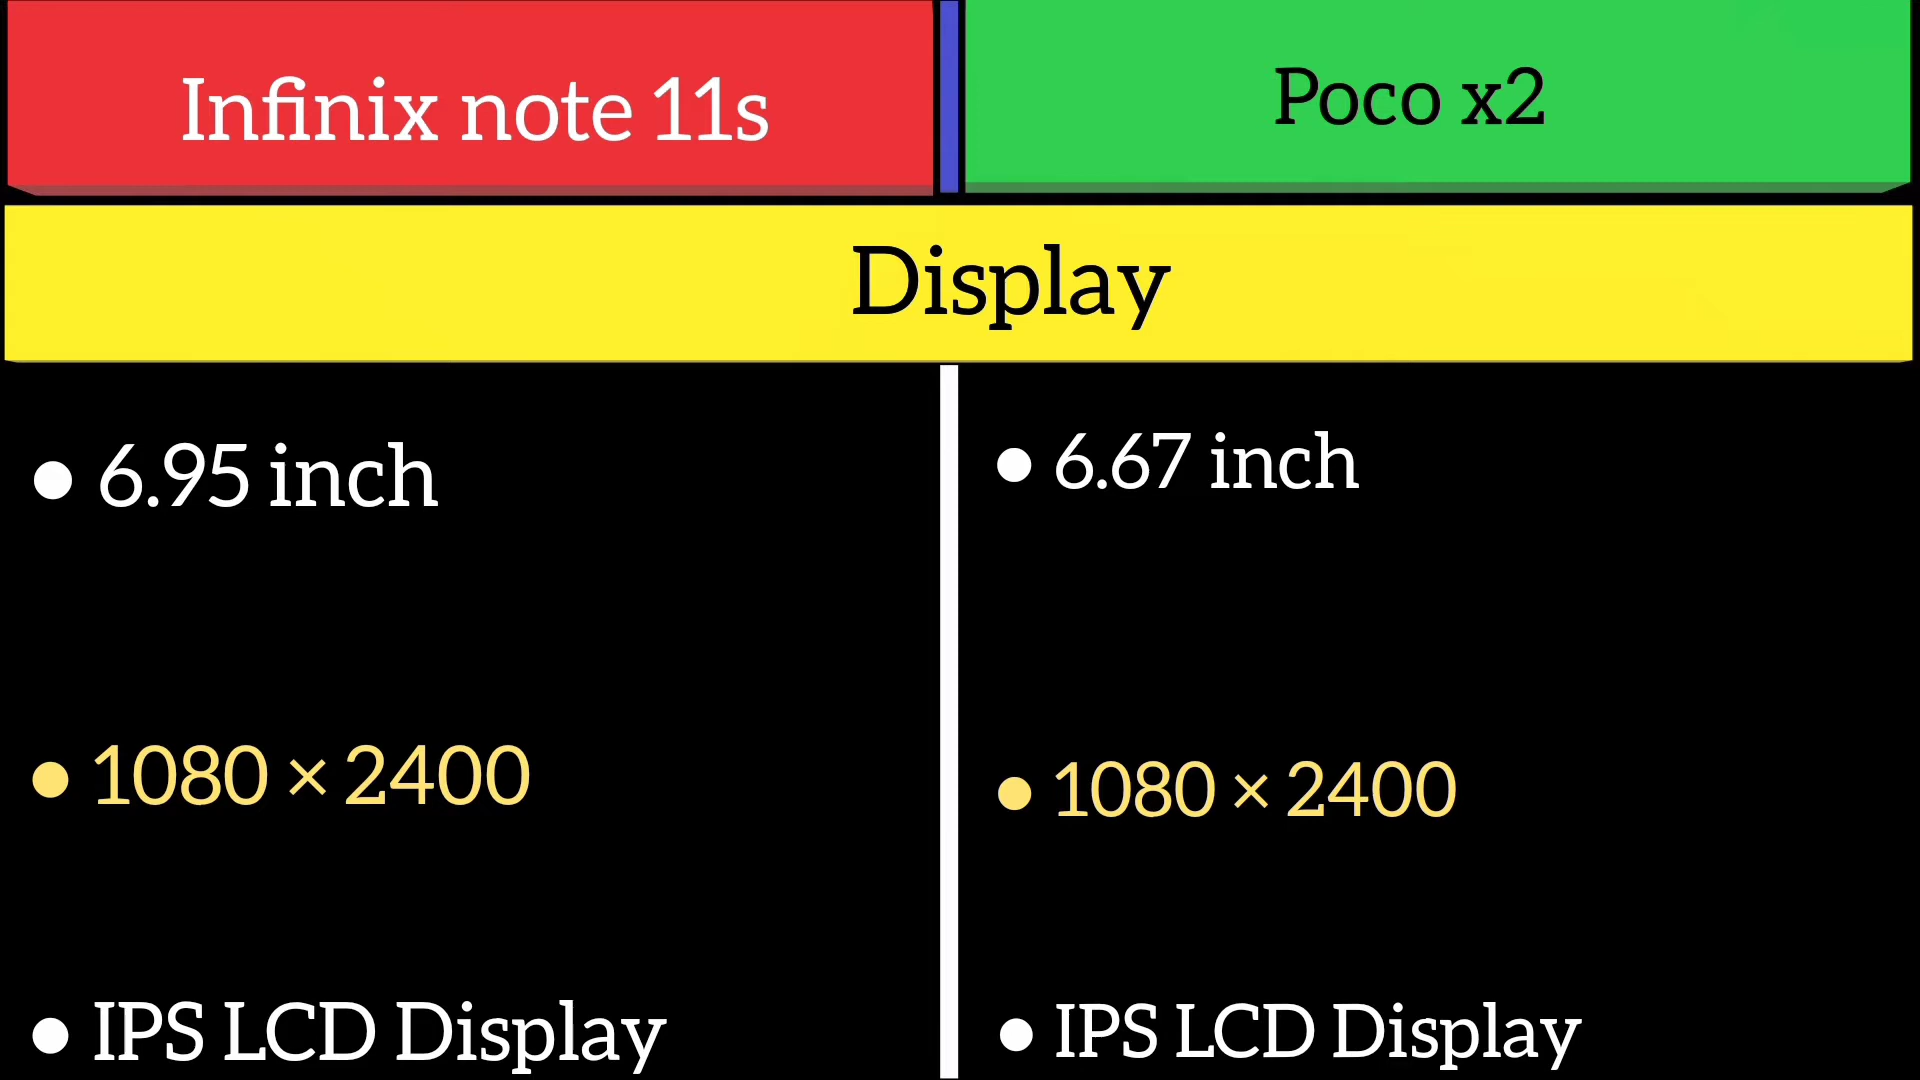 Infinix note 11s
Poco x2
Display
• 6.95 inch
• 6.67 inch
• 1080 × 2400
• 1080 × 2400
• IPS LCD Display
• IPS LCD Display